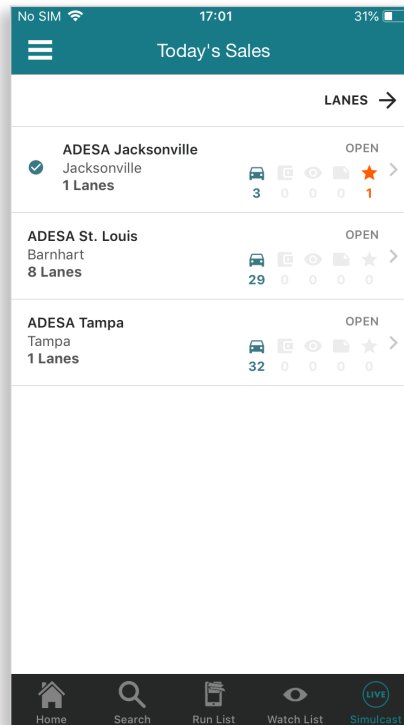 No SIM 17:01 31%
Today's Sales
LANES
ADESA Jacksonville OPEN
Jacksonville
1 Lanes
3 0 0 0 1
ADESA St. Louis OPEN
Barnhart
8 Lanes
29 0 0 0 0
ADESA Tampa OPEN
Tampa
1 Lanes
32 0 0 0 0
LIVE
Home Search Run List Watch List Simulcast